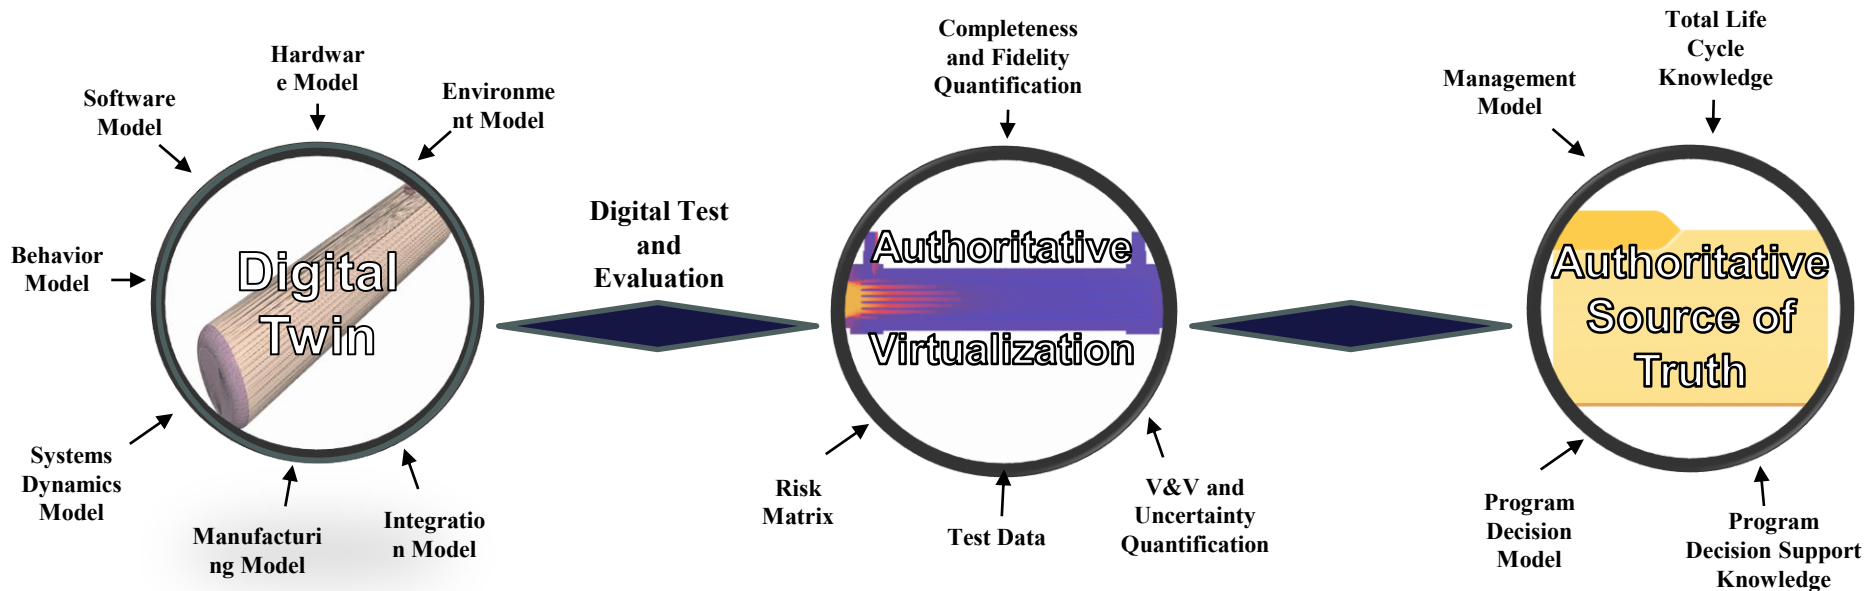 Hardwar
e Model
Software
Model
Environme
nt Model
Behavior
Model
Digital
Twin
Systems
Dynamics
Model
Manufacturi
ng Model
Integratio
n Model
Digital Test
and
Evaluation
Completeness
and Fidelity
Quantification
Authoritative
Virtualization
Risk
Matrix
Test Data
V&V and
Uncertainty
Quantification
Management
Model
Total Life
Cycle
Knowledge
Authoritative
Source of
Truth
Program
Decision
Model
Program
Decision Support
Knowledge